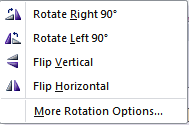 Rotate Right 90°
Rotate Left 90°
Flip Vertical
Flip Horizontal
More Rotation Options...